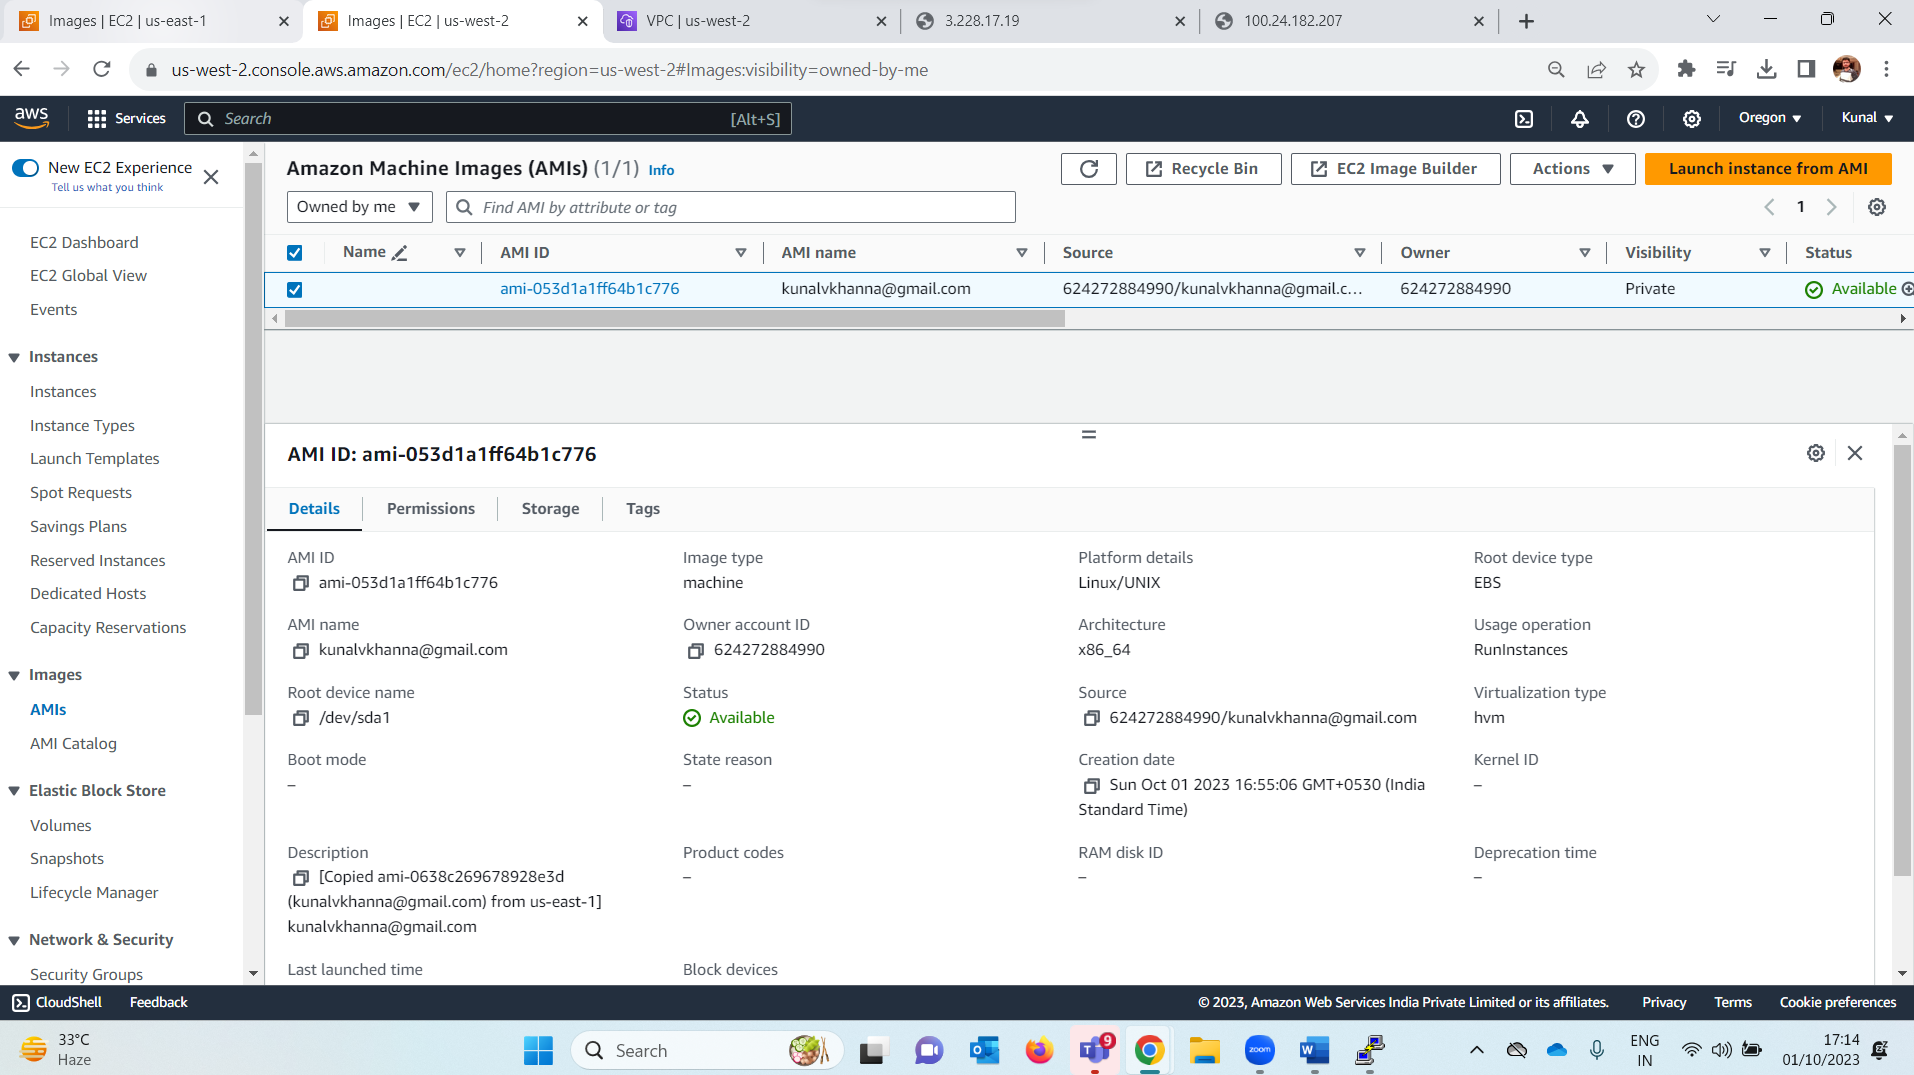 Images | EC2 | us-east-1
Images | EC2 | us-west-2
VPC | us-west-2
3.228.17.19
100.24.182.207
us-west-2.console.aws.amazon.com/ec2/home?region=us-west-2#Images:visibility=owned-by-me
aws
Services
Search
[Alt+S]
Oregon
Kunal
New EC2 Experience
Tell us what you think
EC2 Dashboard
EC2 Global View
Events
Instances
Instances
Instance Types
Launch Templates
Spot Requests
Savings Plans
Reserved Instances
Dedicated Hosts
Capacity Reservations
Images
AMIs
AMI Catalog
Elastic Block Store
Volumes
Snapshots
Lifecycle Manager
Network & Security
Security Groups
Amazon Machine Images (AMIs) (1/1) Info
Recycle Bin
EC2 Image Builder
Actions
Launch instance from AMI
Owned by me
Find AMI by attribute or tag
1
Name
AMI ID
AMI name
Source
Owner
Visibility
Status
ami-053d1a1ff64b1c776
kunalvkhanna@gmail.com
624272884990/kunalvkhanna@gmail.c...
624272884990
Private
Available
AMI ID: ami-053d1a1ff64b1c776
Details
Permissions
Storage
Tags
AMI ID
ami-053d1a1ff64b1c776
Image type
machine
Platform details
Linux/UNIX
Root device type
EBS
AMI name
kunalvkhanna@gmail.com
Owner account ID
624272884990
Architecture
x86_64
Usage operation
RunInstances
Root device name
/dev/sda1
Status
Available
Source
624272884990/kunalvkhanna@gmail.com
Virtualization type
hvm
Boot mode
–
State reason
–
Creation date
Sun Oct 01 2023 16:55:06 GMT+0530 (India
Standard Time)
Kernel ID
–
Description
[Copied ami-0638c269678928e3d
(kunalvkhanna@gmail.com) from us-east-1]
kunalvkhanna@gmail.com
Product codes
–
RAM disk ID
–
Deprecation time
–
Last launched time
Block devices
CloudShell
Feedback
© 2023, Amazon Web Services India Private Limited or its affiliates.
Privacy
Terms
Cookie preferences
33°C
Haze
Search
9
zoom
ENG
IN
17:14
01/10/2023